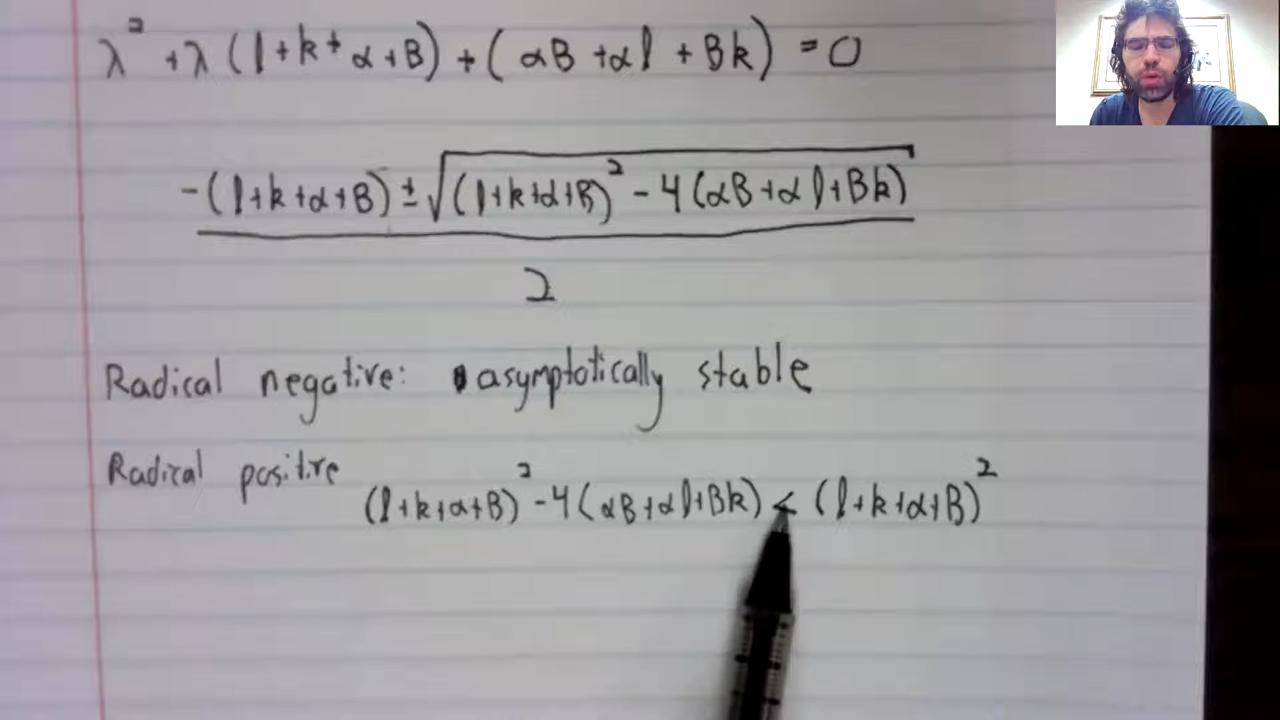 λ² + λ (l+k+α+B) + (αB + αl + Bk) = 0
-(l+k+α+B) ± √(l+k+α+B)² - 4(αB+αl+Bk)
2
Radical negative: asymptotically stable
Radical positive (l+k+α+B)² - 4(αB+αl+Bk) < (l+k+α+B)²